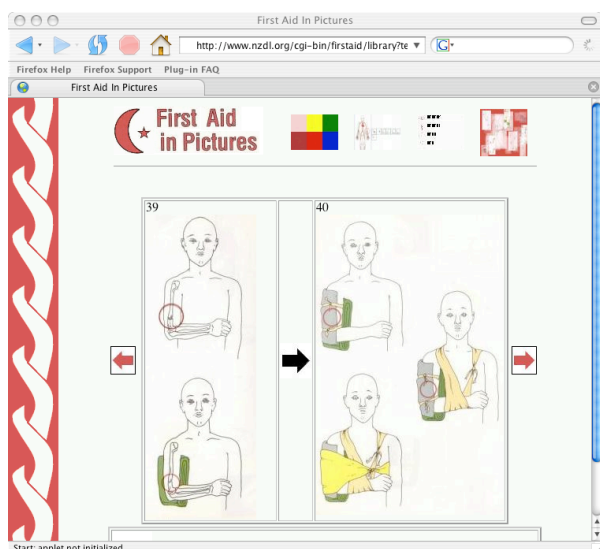 First Aid In Pictures
http://www.nzdl.org/cgi-bin/firstaid/library?te
G
Firefox Help Firefox Support Plug-in FAQ
First Aid In Pictures
First Aid
in Pictures
39
40
Start: applet not initialized